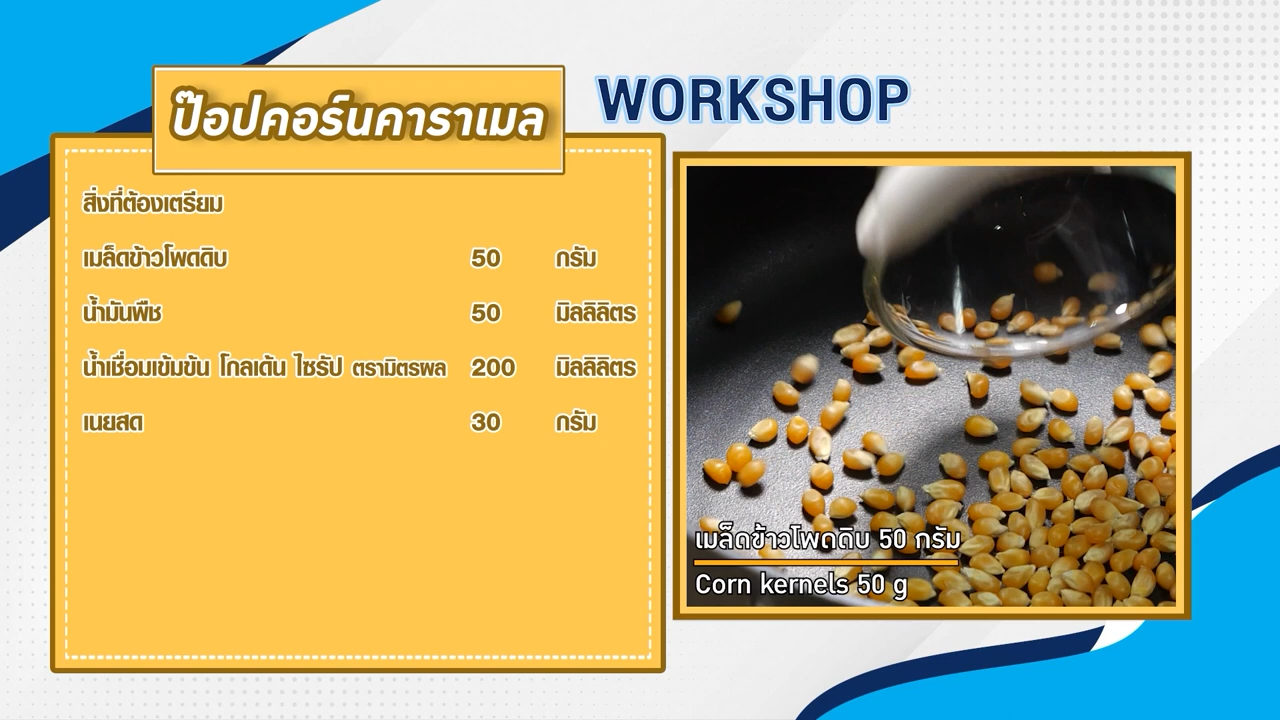 ป๊อปคอร์นคาราเมล
WORKSHOP
สิ่งที่ต้องเตรียม
เมล็ดข้าวโพดดิบ 50 กรัม
น้ำมันพืช 50 มิลลิลิตร
น้ำเชื่อมเข้มข้น โกลเด้น ไซรัป ตรามิตรผล 200 มิลลิลิตร
เนยสด 30 กรัม
เมล็ดข้าวโพดดิบ 50 กรัม
Corn kernels 50 g